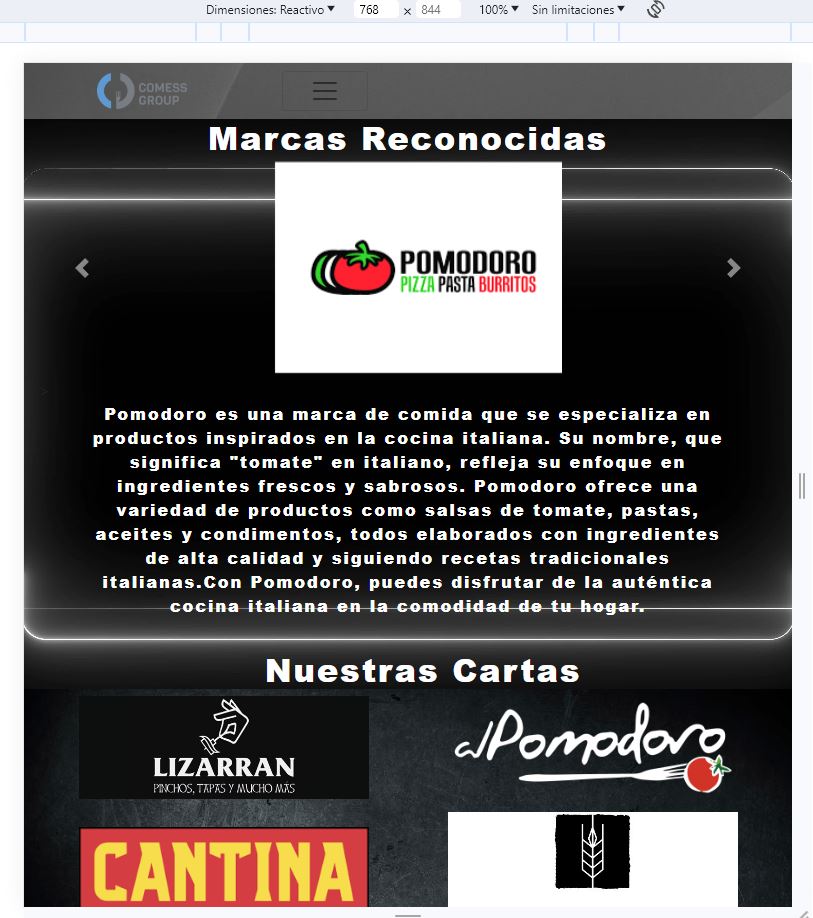 Dimensiones: Reactivo ▼ 768 × 844 100% ▼ Sin limitaciones ▼
COMESS
GROUP
Marcas Reconocidas
POMODORO
PIZZA PASTA BURRITOS
Pomodoro es una marca de comida que se especializa en
productos inspirados en la cocina italiana. Su nombre, que
significa "tomate" en italiano, refleja su enfoque en
ingredientes frescos y sabrosos. Pomodoro ofrece una
variedad de productos como salsas de tomate, pastas,
aceites y condimentos, todos elaborados con ingredientes
de alta calidad y siguiendo recetas tradicionales
italianas.Con Pomodoro, puedes disfrutar de la auténtica
cocina italiana en la comodidad de tu hogar.
Nuestras Cartas
LIZARRAN
PINCHOS, TAPAS Y MUCHO MÁS
alPomodoro
CANTINA